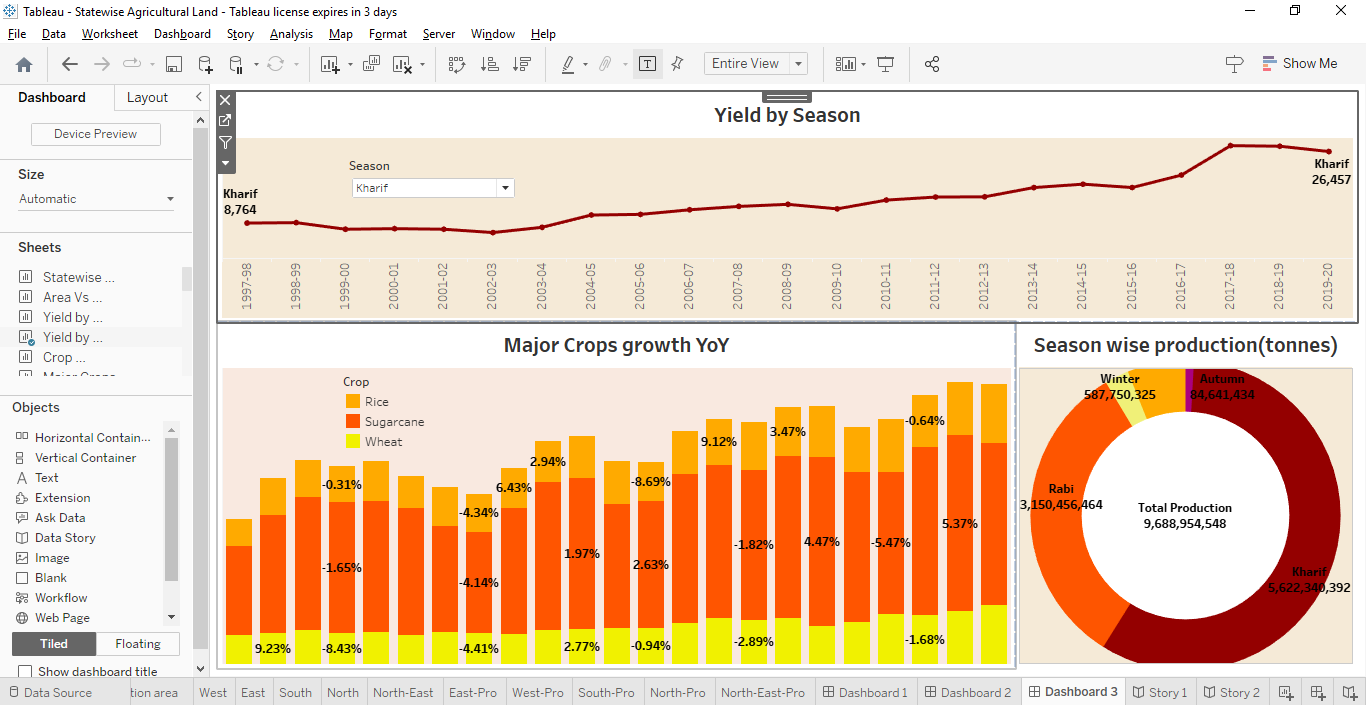 Tableau - Statewise Agricultural Land - Tableau license expires in 3 days
File Data Worksheet Dashboard Story Analysis Map Format Server Window Help
Entire View
Show Me
Dashboard Layout
Device Preview
Size
Automatic
Sheets
Statewise ...
Area Vs ...
Yield by ...
Yield by ...
Crop ...
Major Crops
Objects
Horizontal Contain...
Vertical Container
Text
Extension
Ask Data
Data Story
Image
Blank
Workflow
Web Page
Tiled Floating
Show dashboard title
Yield by Season
Season
Kharif
Kharif
8,764
Kharif
26,457
1997-98 1998-99 1999-00 2000-01 2001-02 2002-03 2003-04 2004-05 2005-06 2006-07 2007-08 2008-09 2009-10 2010-11 2011-12 2012-13 2013-14 2014-15 2015-16 2016-17 2017-18 2018-19 2019-20
Major Crops growth YoY
Crop
Rice
Sugarcane
Wheat
-0.31% -4.34% 6.43% 2.94% -8.69% 9.12% 3.47% -0.64%
-1.65% -4.14% 1.97% 2.63% -1.82% 4.47% -5.47% 5.37%
9.23% -8.43% -4.41% 2.77% -0.94% -2.89% -1.68%
Season wise production(tonnes)
Winter
587,750,325
Autumn
84,641,434
Rabi
3,150,456,464
Total Production
9,688,954,548
Kharif
5,622,340,392
Data Source tion area West East South North North-East East-Pro West-Pro South-Pro North-Pro North-East-Pro Dashboard 1 Dashboard 2 Dashboard 3 Story 1 Story 2